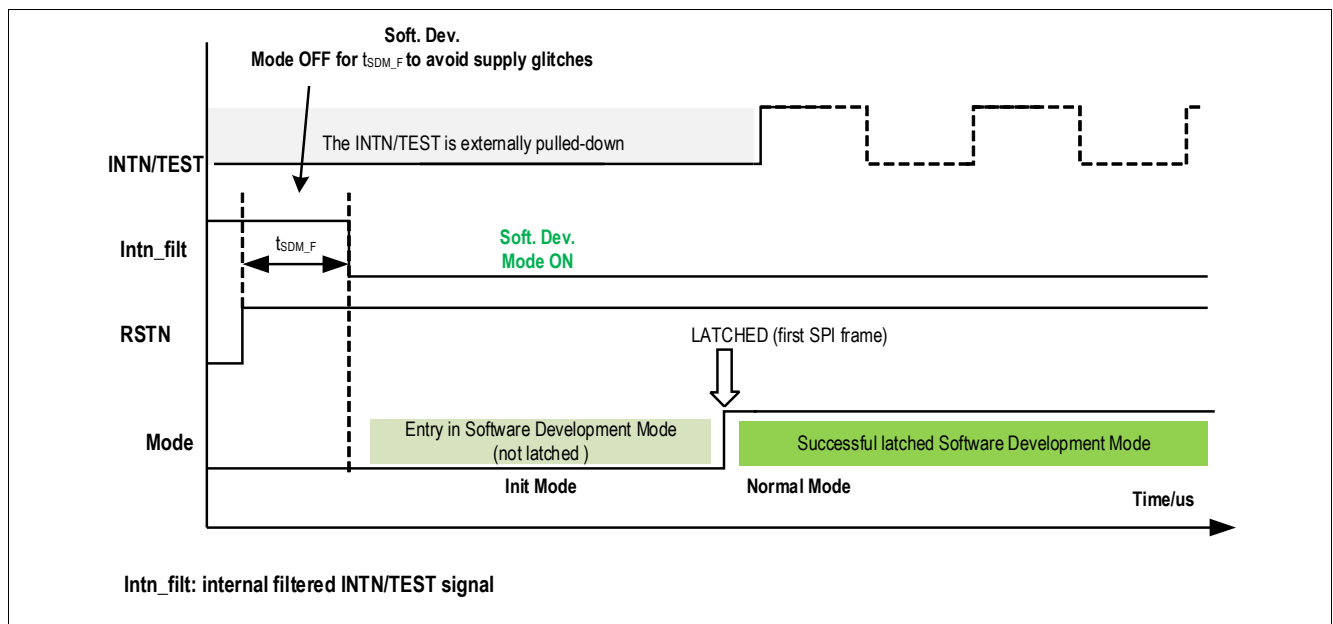 Soft. Dev.
Mode OFF for tSDM_F to avoid supply glitches
The INTN/TEST is externally pulled-down
INTN/TEST
Intn_filt
tSDM_F
Soft. Dev.
Mode ON
RSTN
LATCHED (first SPI frame)
Mode
Entry in Software Development Mode
(not latched )
Successful latched Software Development Mode
Init Mode
Normal Mode
Time/us
Intn_filt: internal filtered INTN/TEST signal